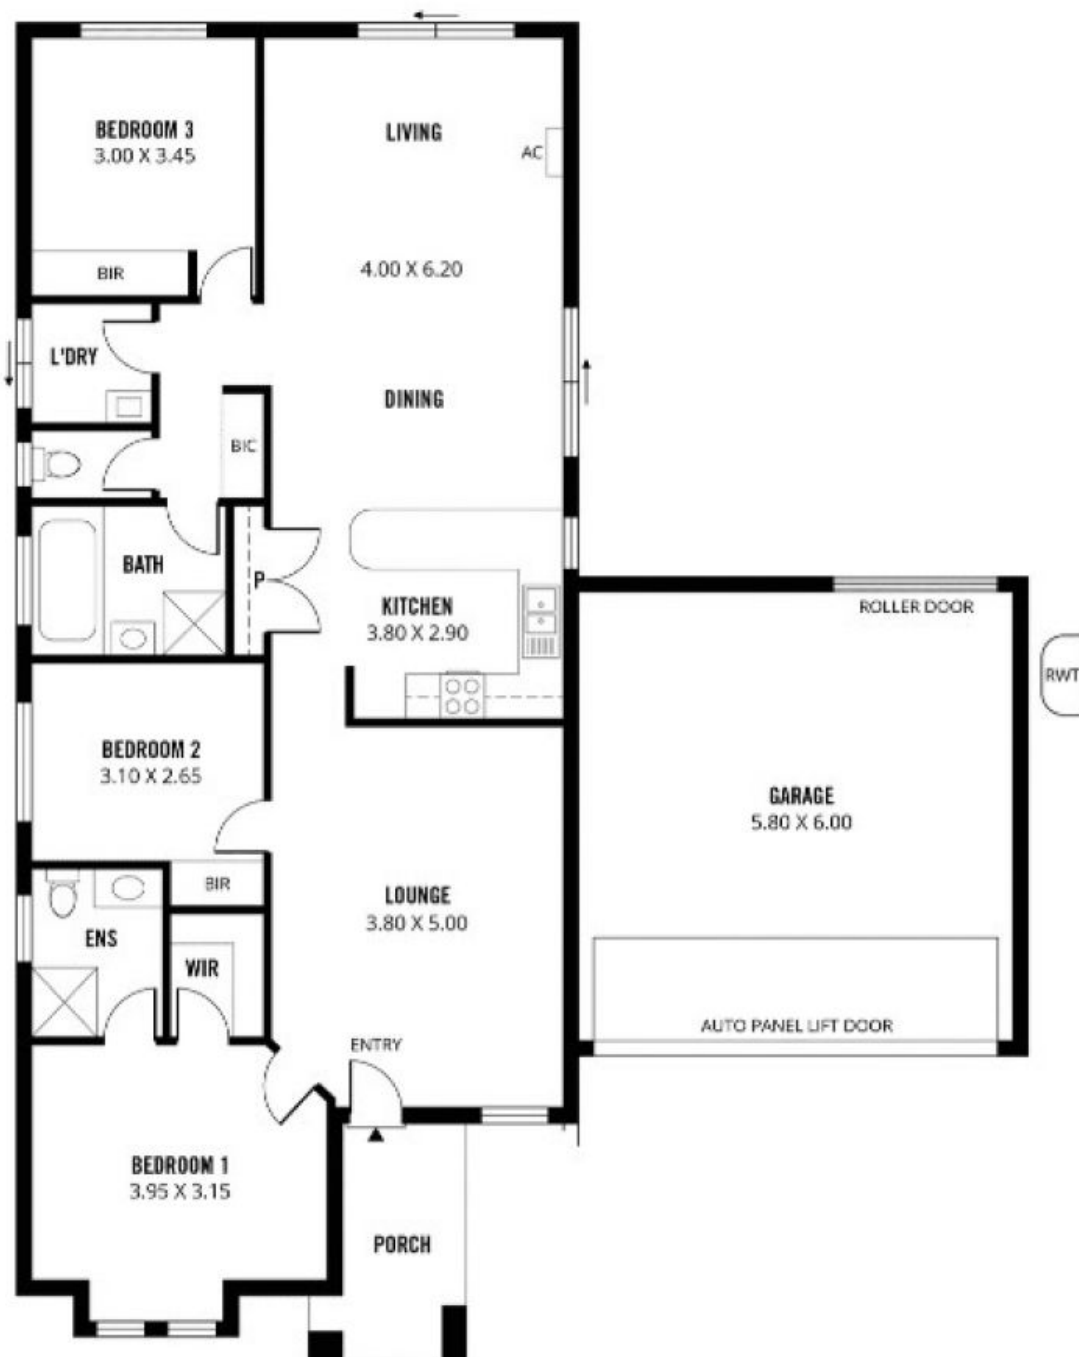 BEDROOM 3
3.00 X 3.45
LIVING
AC
4.00 X 6.20
BIR
L'DRY
DINING
BIC
BATH
P
KITCHEN
3.80 X 2.90
ROLLER DOOR
RWT
BEDROOM 2
3.10 X 2.65
GARAGE
5.80 X 6.00
BIR
LOUNGE
3.80 X 5.00
ENS
WIR
AUTO PANEL LIFT DOOR
ENTRY
BEDROOM 1
3.95 X 3.15
PORCH